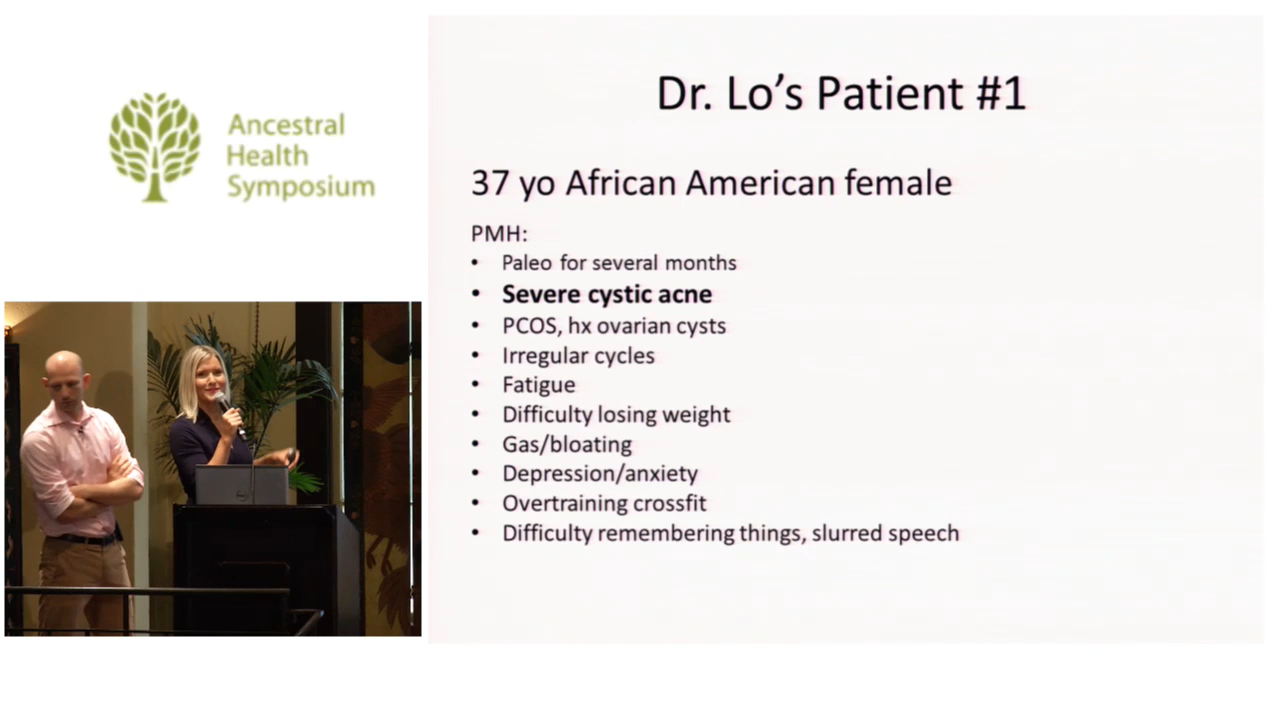 Ancestral
Health
Symposium
Dr. Lo's Patient #1
37 yo African American female
PMH:
• Paleo for several months
• Severe cystic acne
• PCOS, hx ovarian cysts
• Irregular cycles
• Fatigue
• Difficulty losing weight
• Gas/bloating
• Depression/anxiety
• Overtraining crossfit
• Difficulty remembering things, slurred speech